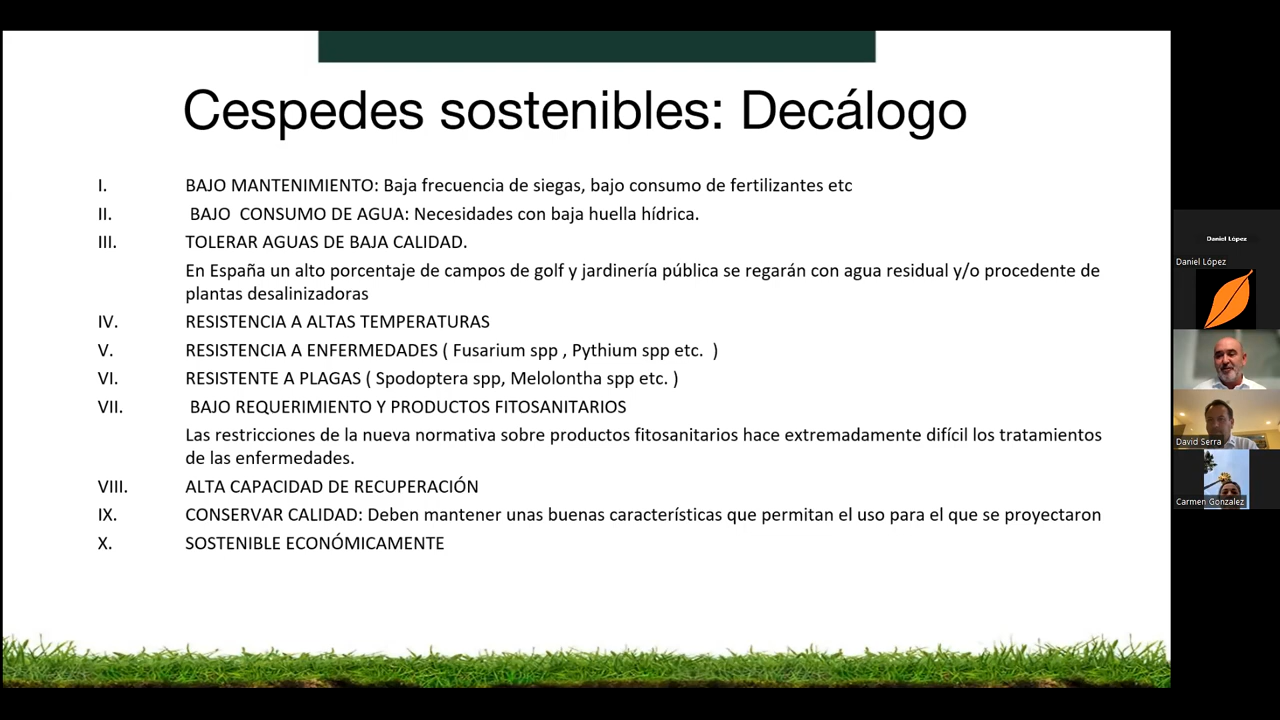 Cespedes sostenibles: Decálogo
I. BAJO MANTENIMIENTO: Baja frecuencia de siegas, bajo consumo de fertilizantes etc
II. BAJO CONSUMO DE AGUA: Necesidades con baja huella hídrica.
III. TOLERAR AGUAS DE BAJA CALIDAD.
En España un alto porcentaje de campos de golf y jardinería pública se regarán con agua residual y/o procedente de
plantas desalinizadoras
IV. RESISTENCIA A ALTAS TEMPERATURAS
V. RESISTENCIA A ENFERMEDADES ( Fusarium spp , Pythium spp etc. )
VI. RESISTENTE A PLAGAS ( Spodoptera spp, Melolontha spp etc. )
VII. BAJO REQUERIMIENTO Y PRODUCTOS FITOSANITARIOS
Las restricciones de la nueva normativa sobre productos fitosanitarios hace extremadamente difícil los tratamientos
de las enfermedades.
VIII. ALTA CAPACIDAD DE RECUPERACIÓN
IX. CONSERVAR CALIDAD: Deben mantener unas buenas características que permitan el uso para el que se proyectaron
X. SOSTENIBLE ECONÓMICAMENTE
Daniel López
Daniel López
David Serra
Carmen Gonzalez